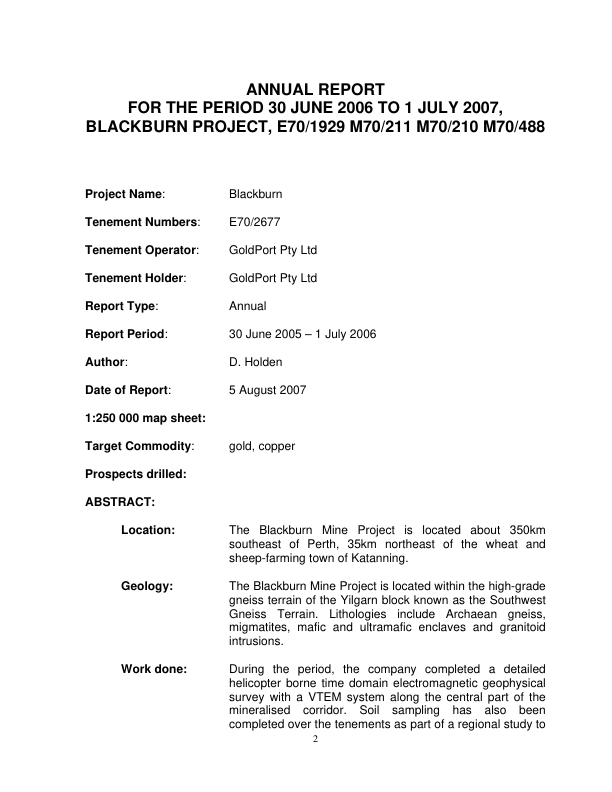 ANNUAL REPORT
FOR THE PERIOD 30 JUNE 2006 TO 1 JULY 2007,
BLACKBURN PROJECT, E70/1929 M70/211 M70/210 M70/488
Project Name: Blackburn
Tenement Numbers: E70/2677
Tenement Operator: GoldPort Pty Ltd
Tenement Holder: GoldPort Pty Ltd
Report Type: Annual
Report Period: 30 June 2005 – 1 July 2006
Author: D. Holden
Date of Report: 5 August 2007
1:250 000 map sheet:
Target Commodity: gold, copper
Prospects drilled:
ABSTRACT:
Location: The Blackburn Mine Project is located about 350km
southeast of Perth, 35km northeast of the wheat and
sheep-farming town of Katanning.
Geology: The Blackburn Mine Project is located within the high-grade
gneiss terrain of the Yilgarn block known as the Southwest
Gneiss Terrain. Lithologies include Archaean gneiss,
migmatites, mafic and ultramafic enclaves and granitoid
intrusions.
Work done: During the period, the company completed a detailed
helicopter borne time domain electromagnetic geophysical
survey with a VTEM system along the central part of the
mineralised corridor. Soil sampling has also been
completed over the tenements as part of a regional study to
2